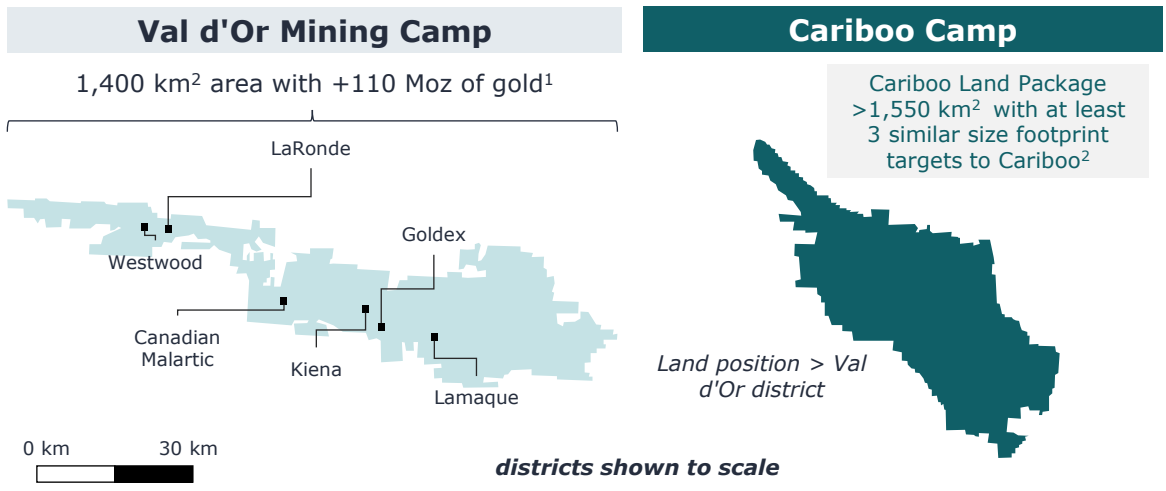 Val d'Or Mining Camp
1,400 km² area with +110 Moz of gold¹
LaRonde
Westwood
Goldex
Canadian
Malartic
Kiena
Lamaque
0 km 30 km
Cariboo Camp
Cariboo Land Package
>1,550 km² with at least
3 similar size footprint
targets to Cariboo²
Land position > Val
d'Or district
districts shown to scale